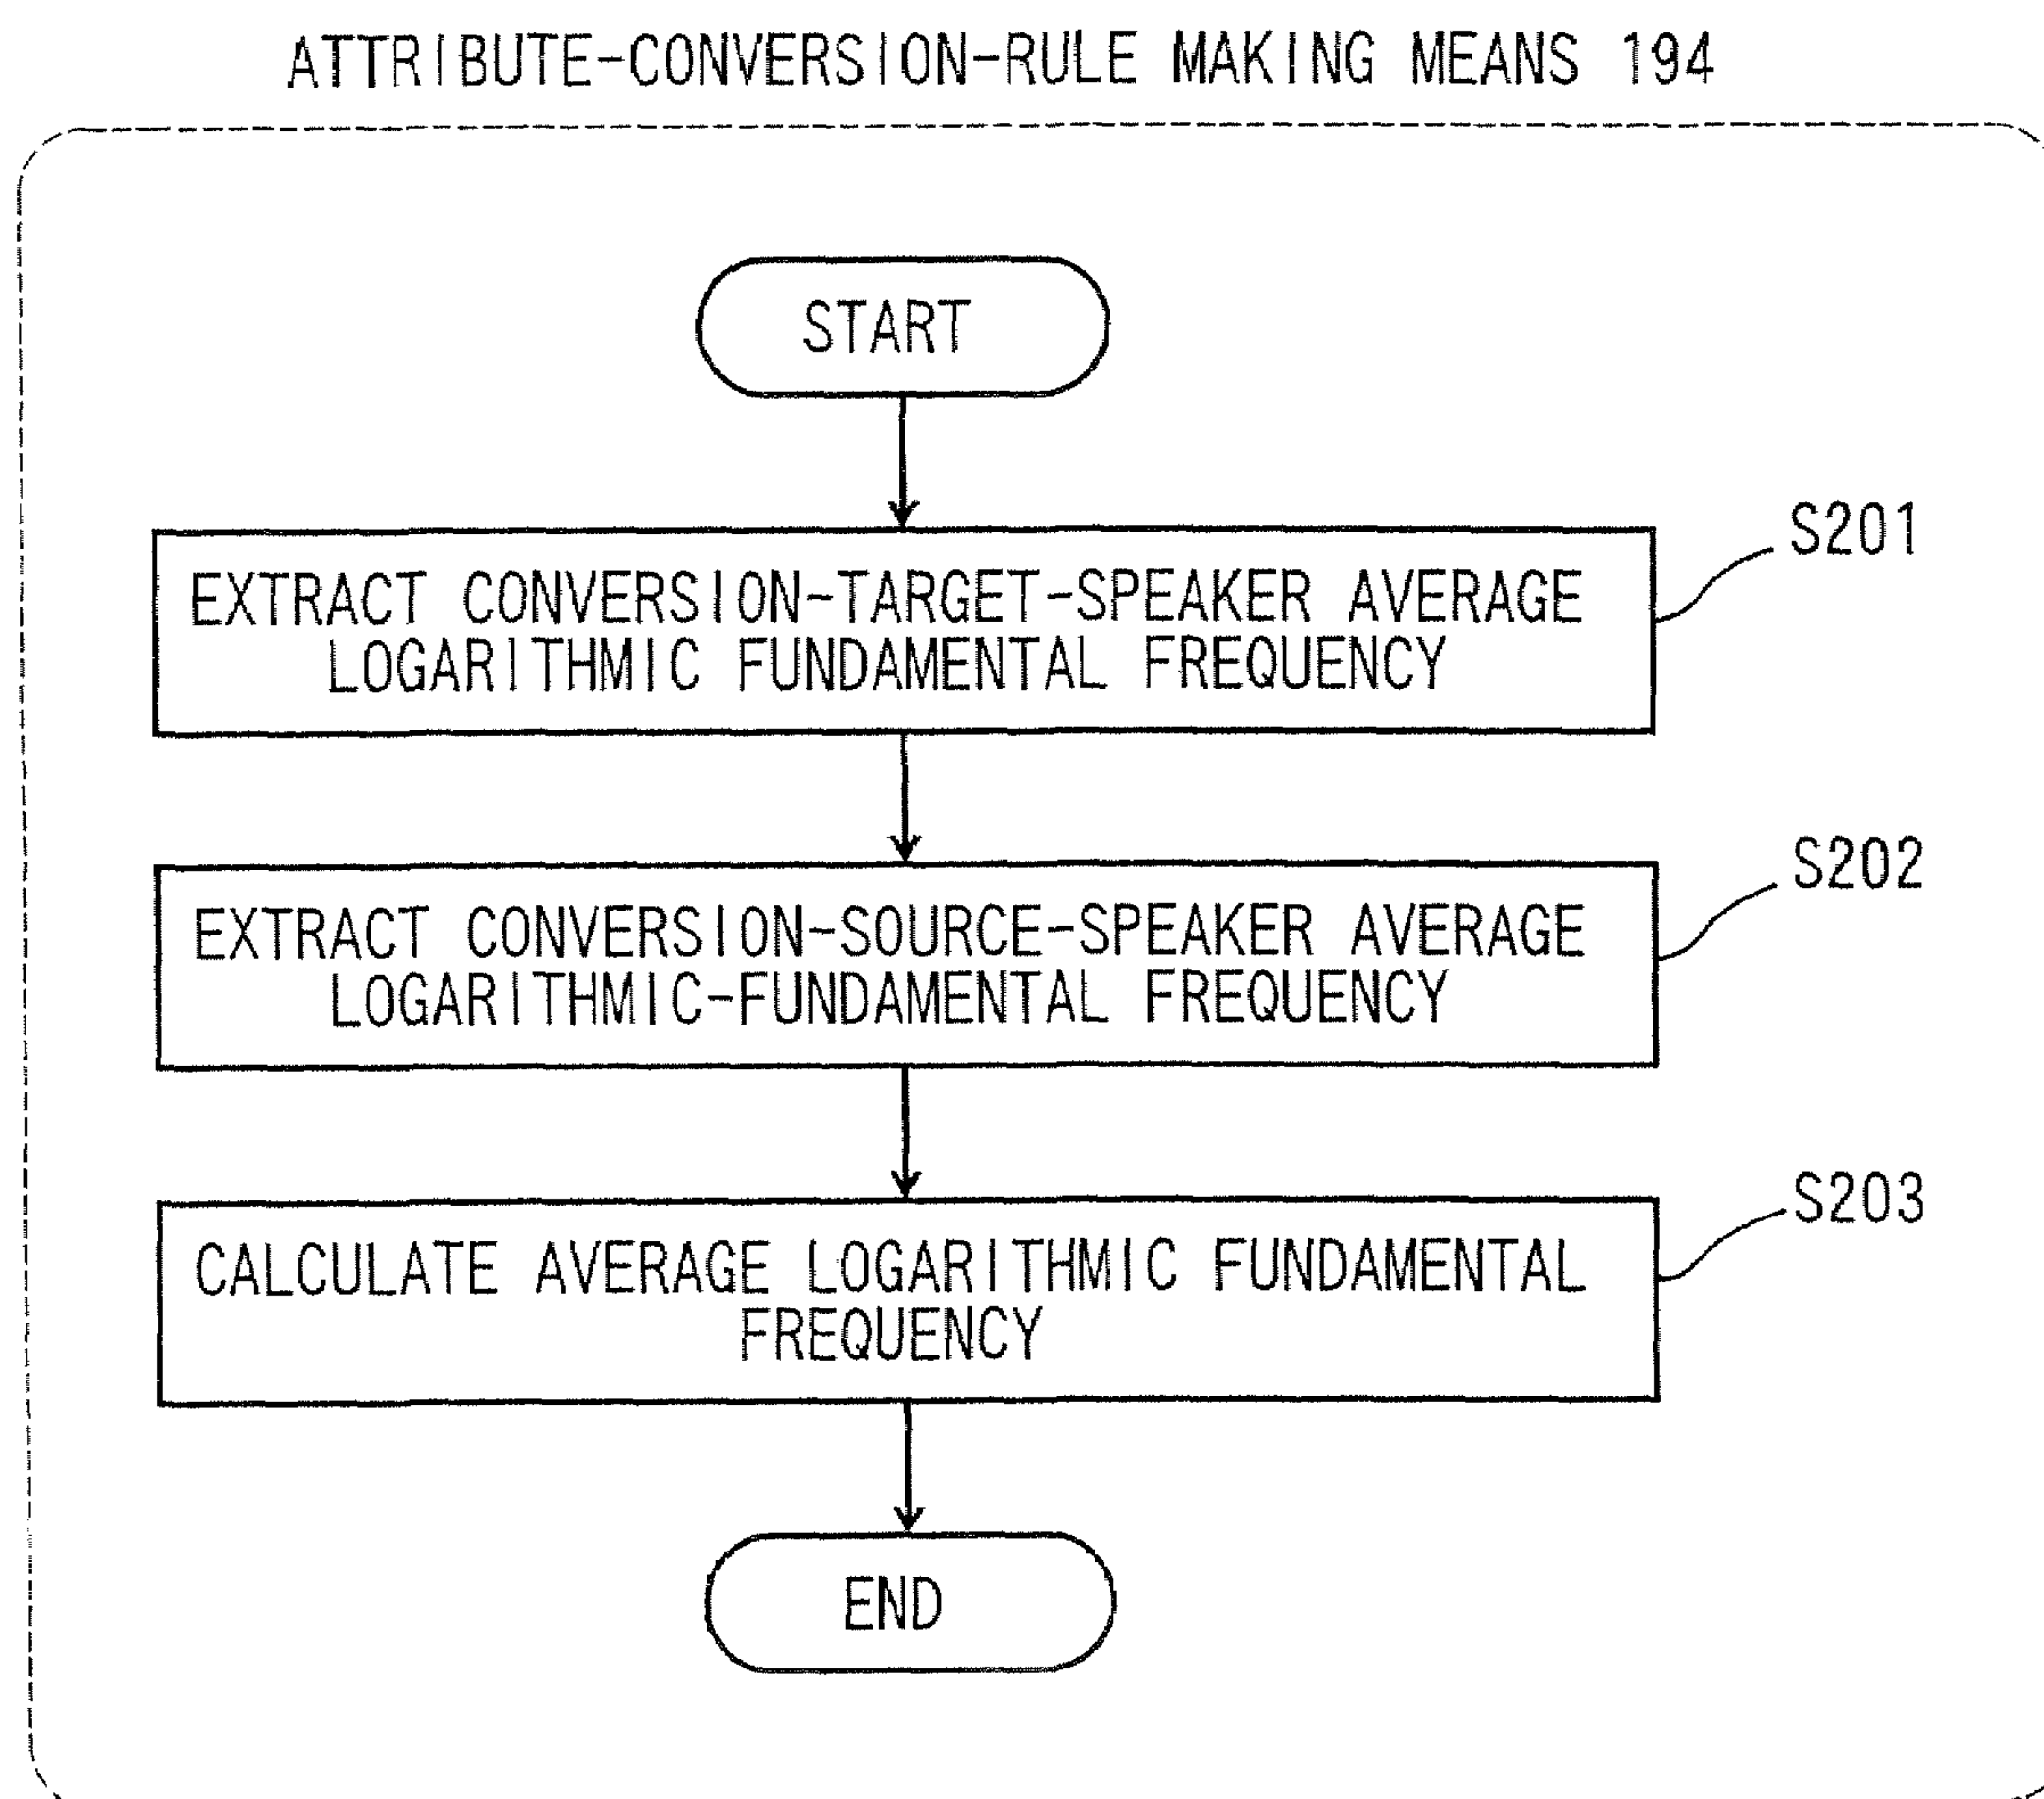 ATTRIBUTE-CONVERSION-RULE MAKING MEANS 194
START
S201
EXTRACT CONVERSION-TARGET-SPEAKER AVERAGE
LOGARITHMIC FUNDAMENTAL FREQUENCY
S202
EXTRACT CONVERSION-SOURCE-SPEAKER AVERAGE
LOGARITHMIC-FUNDAMENTAL FREQUENCY
S203
CALCULATE AVERAGE LOGARITHMIC FUNDAMENTAL
FREQUENCY
END